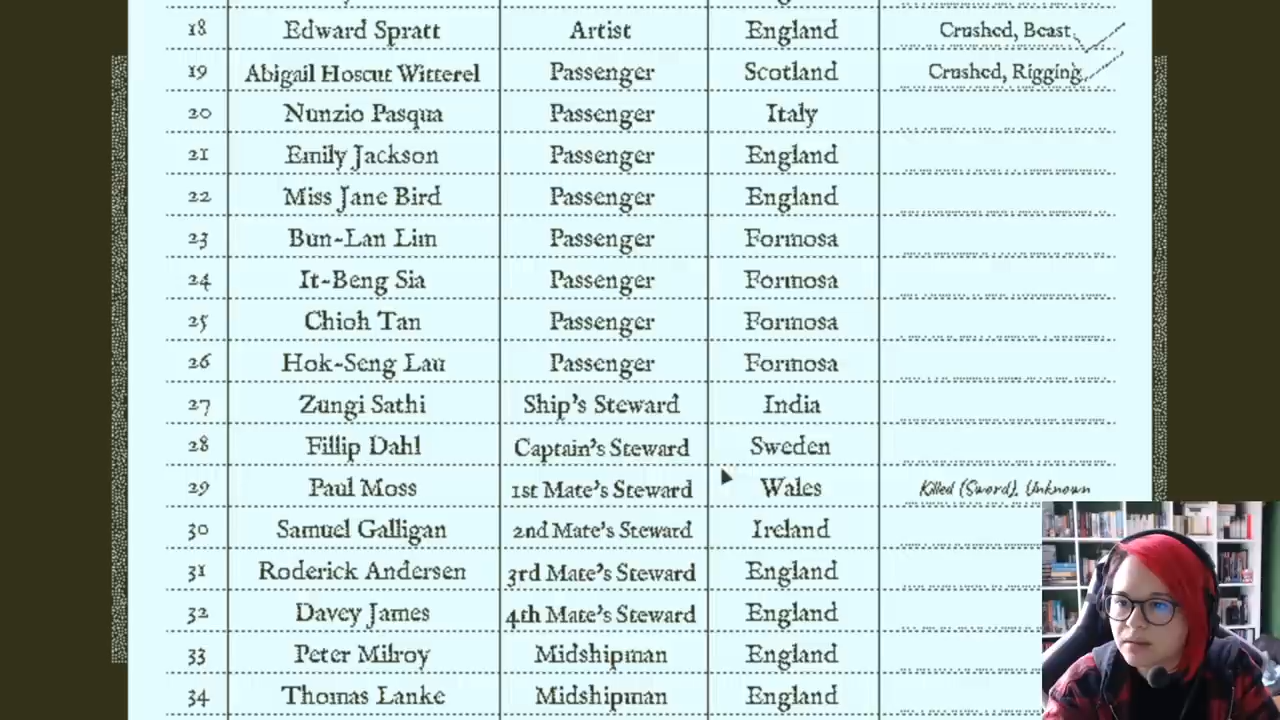 18 Edward Spratt Artist England Crushed, Beast
19 Abigail Hoscut Witterel Passenger Scotland Crushed, Rigging
20 Nunzio Pasqua Passenger Italy
21 Emily Jackson Passenger England
22 Miss Jane Bird Passenger England
23 Bun-Lan Lim Passenger Formosa
24 It-Beng Sia Passenger Formosa
25 Chioh Tan Passenger Formosa
26 Hok-Seng Lau Passenger Formosa
27 Zungi Sathi Ship's Steward India
28 Fillip Dahl Captain's Steward Sweden
29 Paul Moss 1st Mate's Steward Wales Killed (Sword), Unknown
30 Samuel Galligan 2nd Mate's Steward Ireland
31 Roderick Andersen 3rd Mate's Steward England
32 Davey James 4th Mate's Steward England
33 Peter Milroy Midshipman England
34 Thomas Lanke Midshipman England